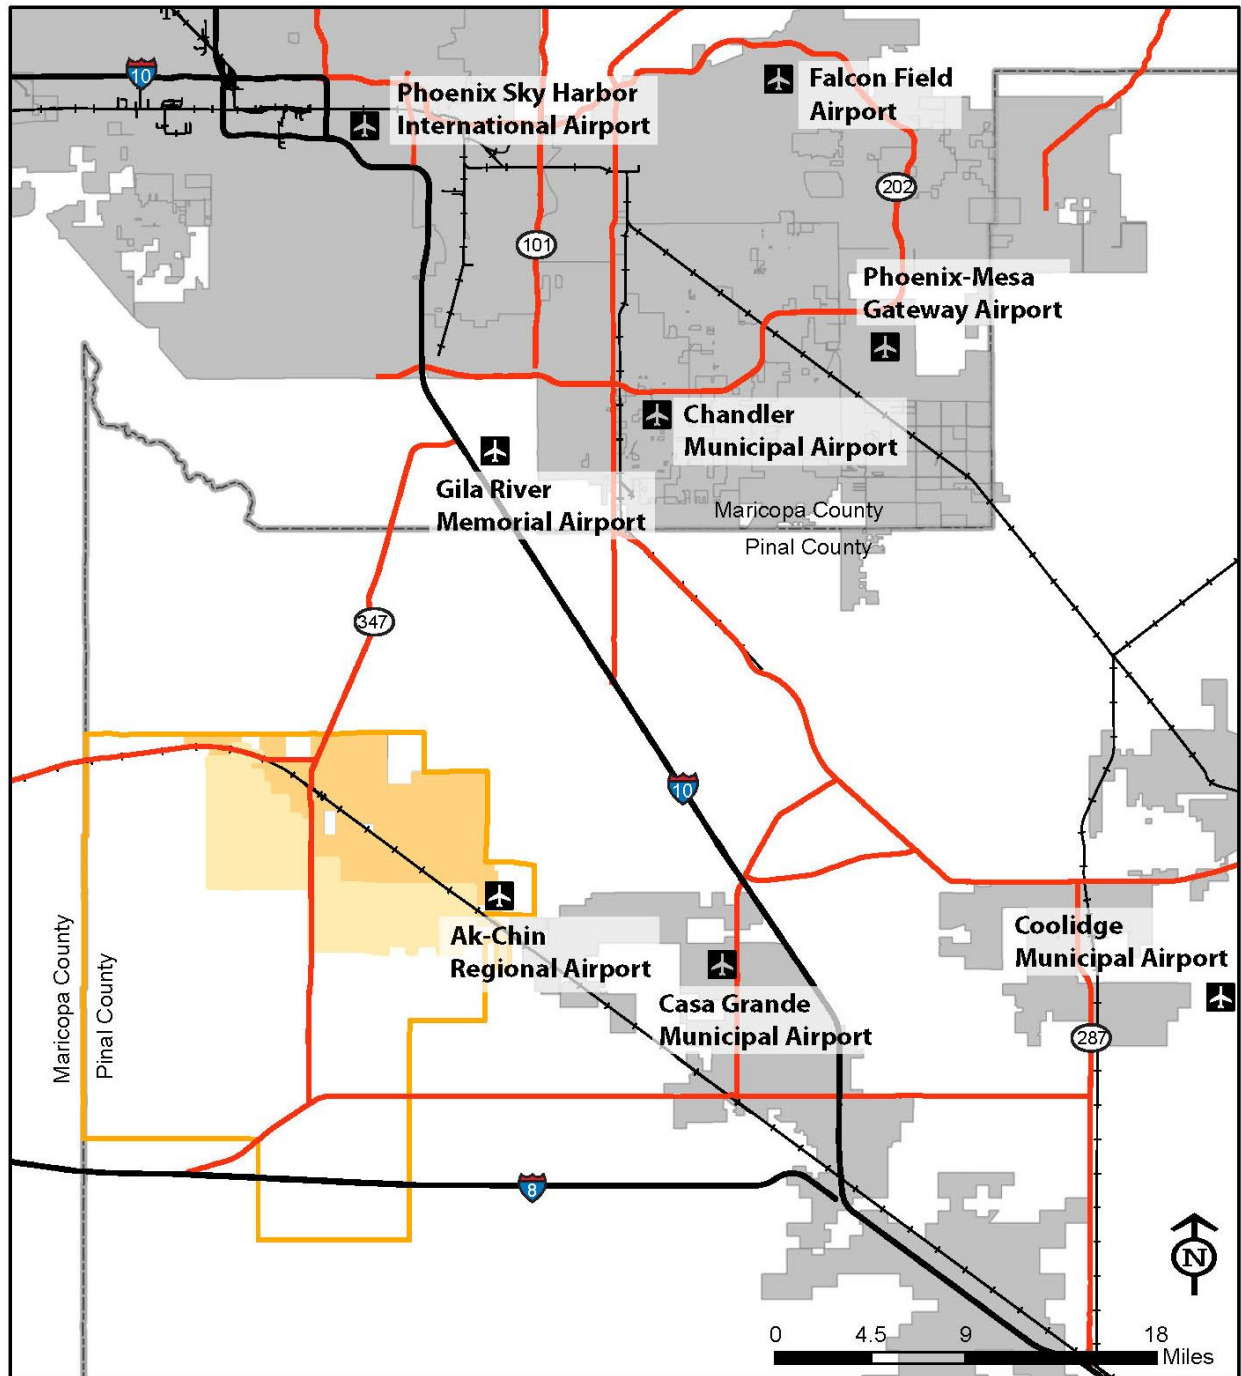 10
Phoenix Sky Harbor
International Airport
Falcon Field
Airport
202
101
Phoenix-Mesa
Gateway Airport
Chandler
Municipal Airport
Gila River
Memorial Airport
Maricopa County
Pinal County
347
10
Ak-Chin
Regional Airport
Coolidge
Municipal Airport
Casa Grande
Municipal Airport
Maricopa County
Pinal County
287
8
N
0 4.5 9 18
Miles